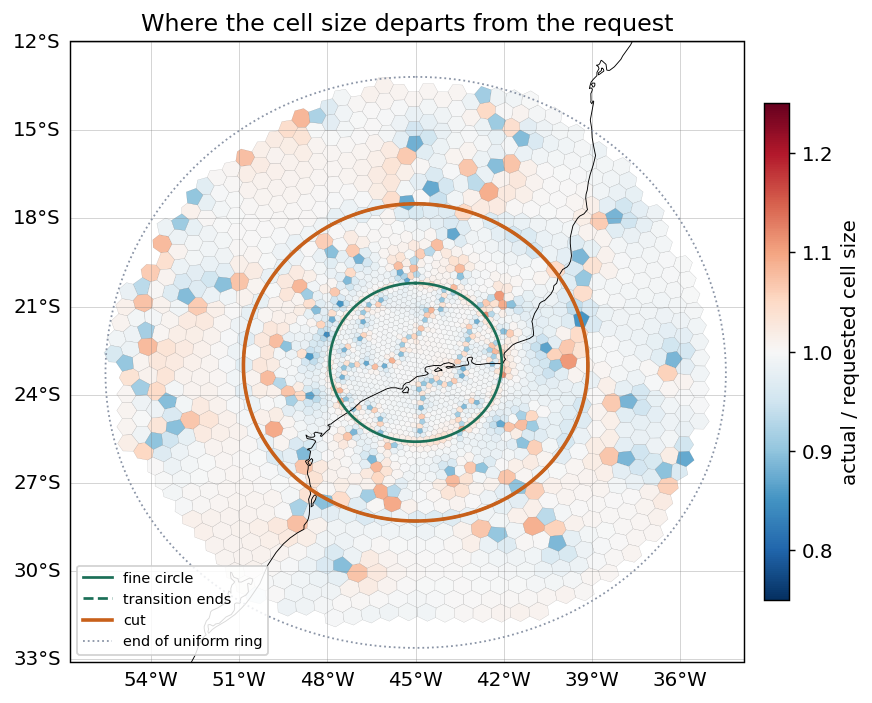 Where the cell size departs from the request
12°S
15°S
18°S
21°S
24°S
27°S
30°S
33°S
54°W 51°W 48°W 45°W 42°W 39°W 36°W
fine circle
transition ends
cut
end of uniform ring
1.2
1.1
1.0
0.9
0.8
actual / requested cell size